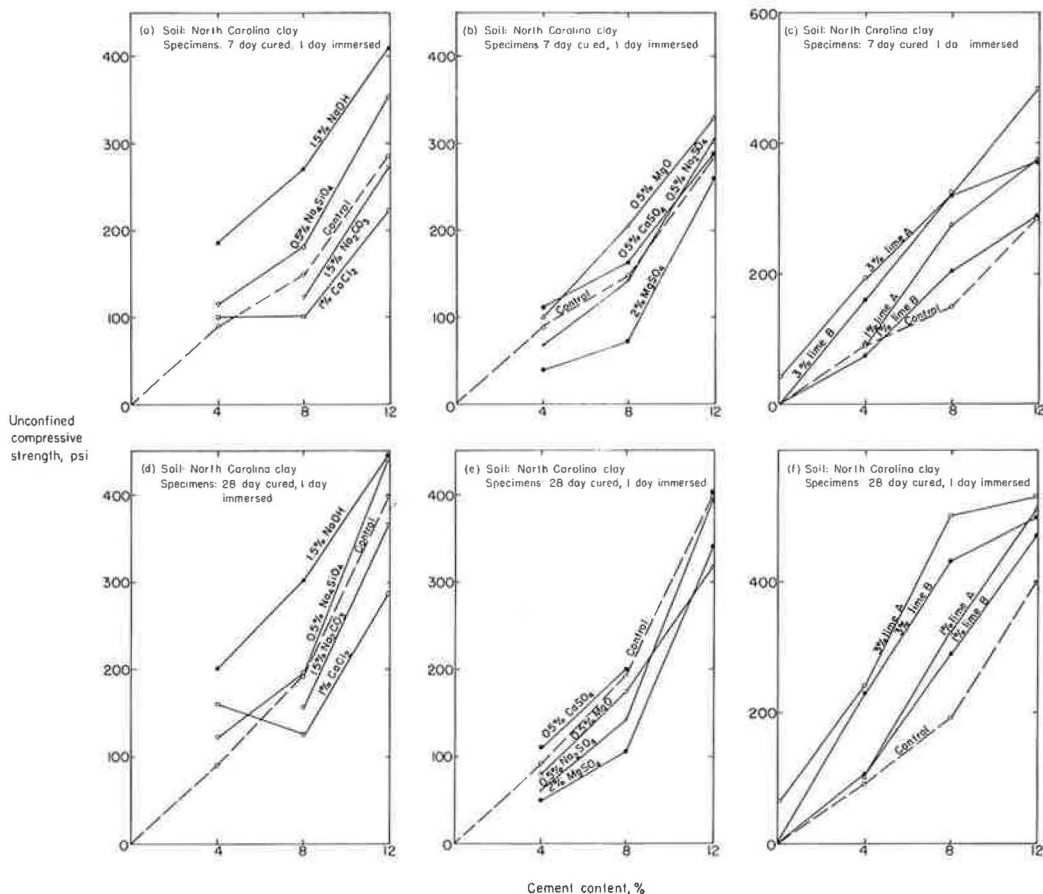 (a) Soil: North Carolina clay
Specimens: 7 day cured, 1 day immersed
400
300
200
100
0
4
8
12
1.5% NaOH
0.5% Na4SiO4
Control
1.5% Na2CO3
1% CaCl2
(b) Soil: North Carolina clay
Specimens 7 day cured, 1 day immersed
400
300
200
100
0
4
8
12
0.5% MgO
0.5% Na2SO4
0.5% CaSO4
Control
2% MgSO4
(c) Soil: North Carolina clay
Specimens: 7 day cured 1 da immersed
600
400
200
0
4
8
12
3% lime A
3% lime B
1% lime A
1% lime B
Control
Unconfined
compressive
strength, psi
(d) Soil: North Carolina clay
Specimens: 28 day cured, 1 day
immersed
400
300
200
100
0
4
8
12
1.5% NaOH
0.5% Na4SiO4
Control
1.5% Na2CO3
1% CaCl2
(e) Soil: North Carolina clay
Specimens: 28 day cured, 1 day immersed
400
300
200
100
0
4
8
12
0.5% CaSO4
Control
0.5% MgO
0.5% Na2SO4
2% MgSO4
(f) Soil: North Carolina clay
Specimens 28 day cured, 1 day immersed
400
200
0
4
8
12
3% lime A
3% lime B
1% lime A
1% lime B
Control
Cement content, %